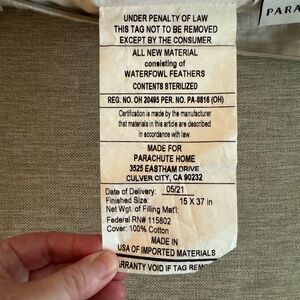 UNDER PENALTY OF LAW
THIS TAG NOT TO BE REMOVED
EXCEPT BY THE CONSUMER
ALL NEW MATERIAL
consisting of
WATERFOWL FEATHERS
CONTENTS STERILIZED
REG. NO. OH 20495 PER. NO. PA-8816 (OH)
Certification is made by the manufacturer
that materials in this article are described
in accordance with law.
MADE FOR
PARACHUTE HOME
3525 EASTHAM DRIVE
CULVER CITY, CA 90232
Date of Delivery: 05/21
Finished Size: 15 X 37 in
Net Wgt. of Filling Mat'l:
Federal RN# 115802
Cover: 100% Cotton
MADE IN
USA OF IMPORTED MATERIALS
RRANTY VOID IF TAG REMO
PARA